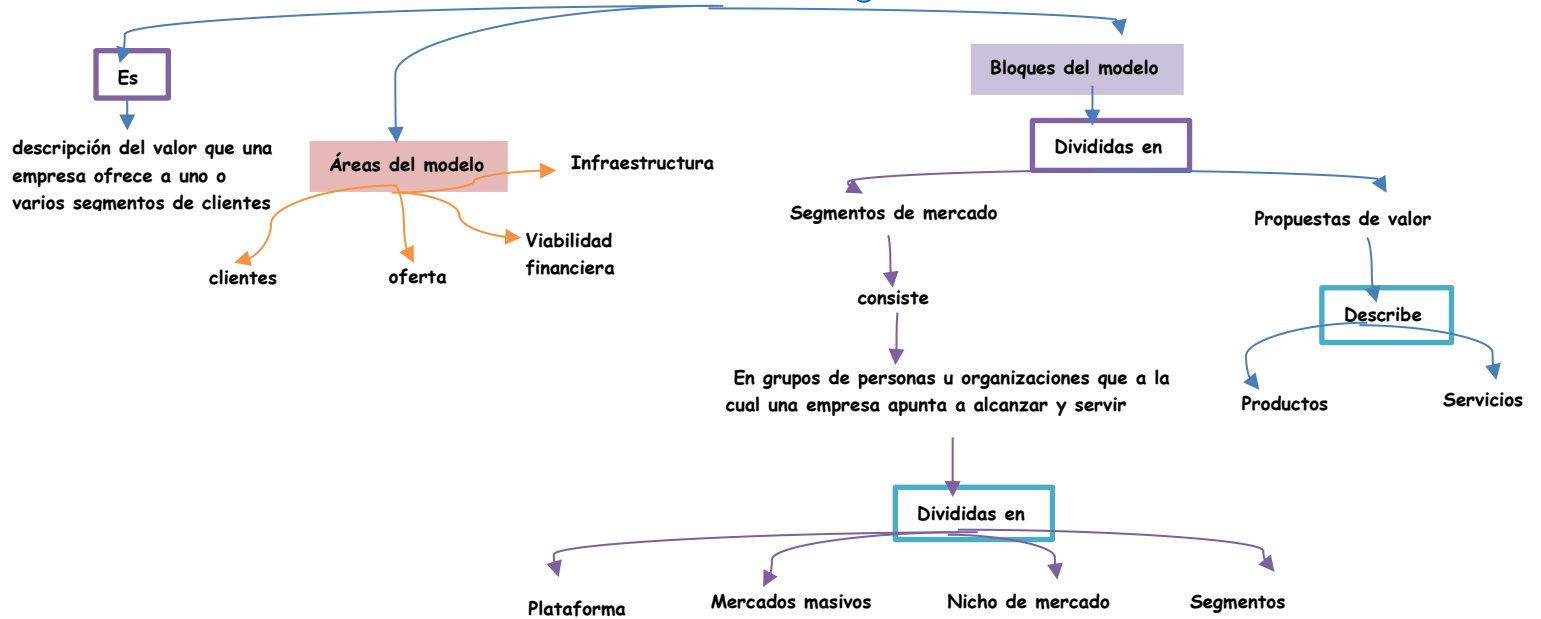 Es
descripción del valor que una
empresa ofrece a uno o
varios segmentos de clientes
Áreas del modelo
Infraestructura
Viabilidad
financiera
clientes
oferta
Bloques del modelo
Divididas en
Segmentos de mercado
Propuestas de valor
consiste
Describe
En grupos de personas u organizaciones que a la
cual una empresa apunta a alcanzar y servir
Productos
Servicios
Divididas en
Plataforma
Mercados masivos
Nicho de mercado
Segmentos